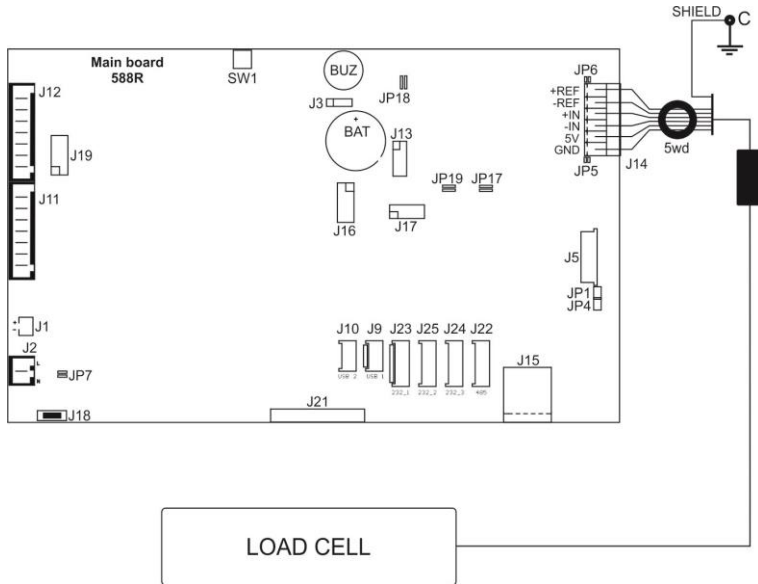 SHIELD
C
Main board
588R
J12
SW1
BUZ
JP18
J3
BAT
J13
J19
JP6
+REF
-REF
+IN
-IN
5V
GND
JP5
J14
5wd
J11
JP19
JP17
J16
J17
J5
JP1
JP4
J1
J2
L
R
JP7
J10
J9
J23
J25
J24
J22
USB 2
USB 1
232_1
232_2
232_3
485
J15
J18
J21
LOAD CELL